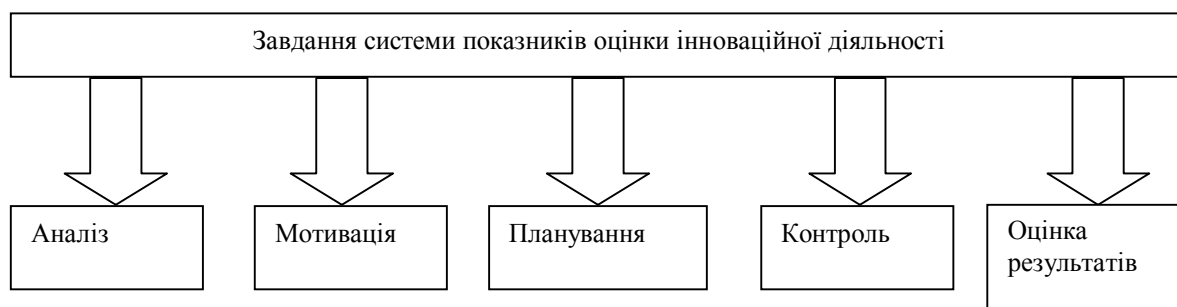 Завдання системи показників оцінки інноваційної діяльності
Аналіз
Мотивація
Планування
Контроль
Оцінка
результатів